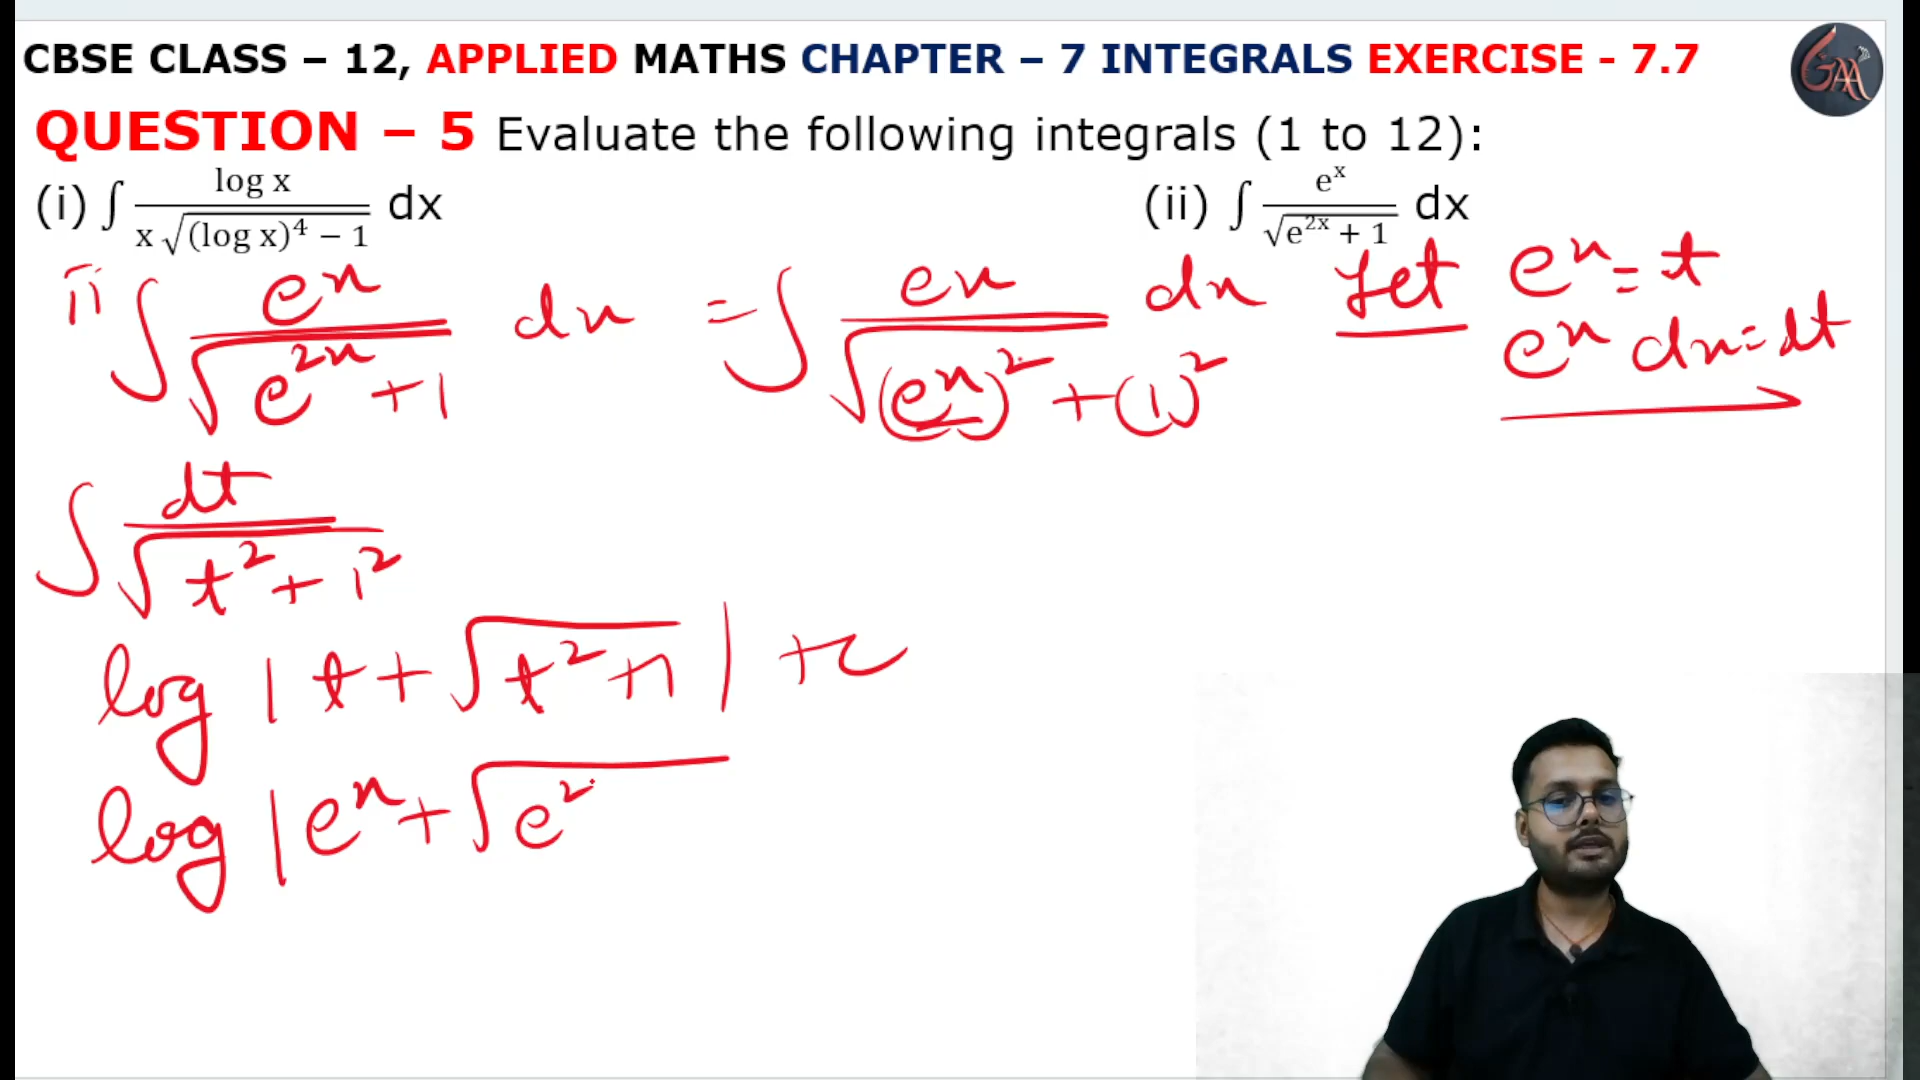 CBSE CLASS – 12, APPLIED MATHS CHAPTER – 7 INTEGRALS EXERCISE - 7.7
QUESTION – 5 Evaluate the following integrals (1 to 12):
(i) ∫ log x / (x √((log x)⁴ − 1)) dx (ii) ∫ eˣ / √(e²ˣ + 1) dx
ii ∫ eˣ / √(e²ˣ + 1) dx = ∫ eˣ / √((eˣ)² + (1)²) dx Let eˣ = t
eˣ dx = dt
∫ dt / √(t² + 1²)
log | t + √(t² + 1) | + c
log | eˣ + √(e²